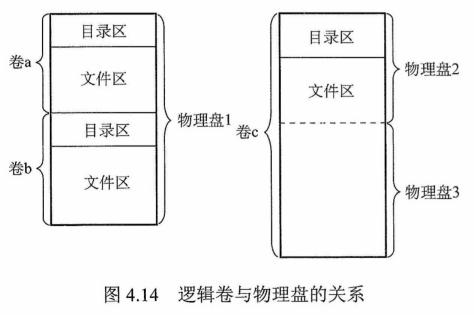 卷a
目录区
文件区
卷b
目录区
文件区
物理盘1
卷c
目录区
文件区
物理盘2
物理盘3
图 4.14 逻辑卷与物理盘的关系